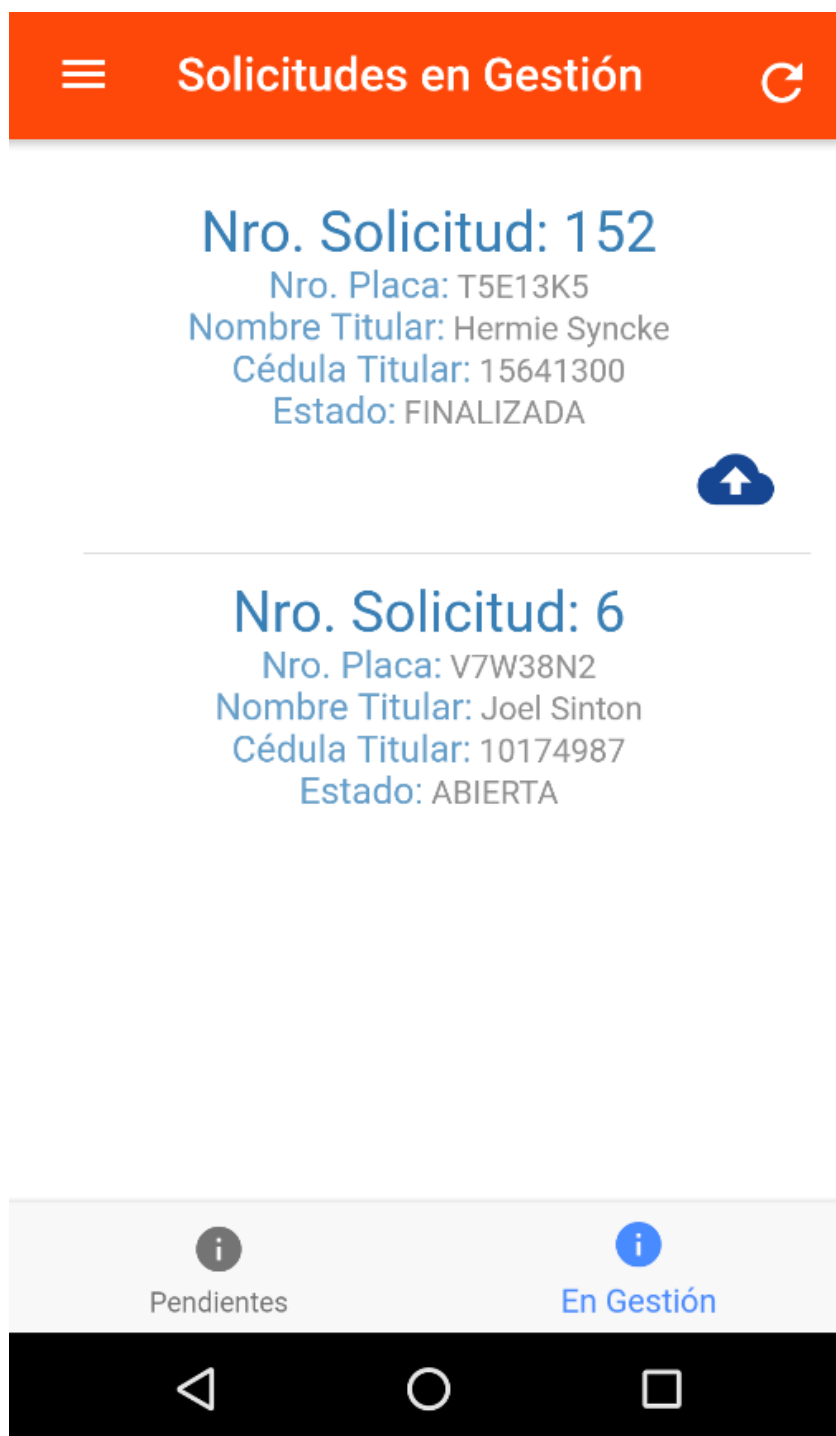 Solicitudes en Gestión
Nro. Solicitud: 152
Nro. Placa: T5E13K5
Nombre Titular: Hermie Syncke
Cédula Titular: 15641300
Estado: FINALIZADA
Nro. Solicitud: 6
Nro. Placa: V7W38N2
Nombre Titular: Joel Sinton
Cédula Titular: 10174987
Estado: ABIERTA
Pendientes
En Gestión